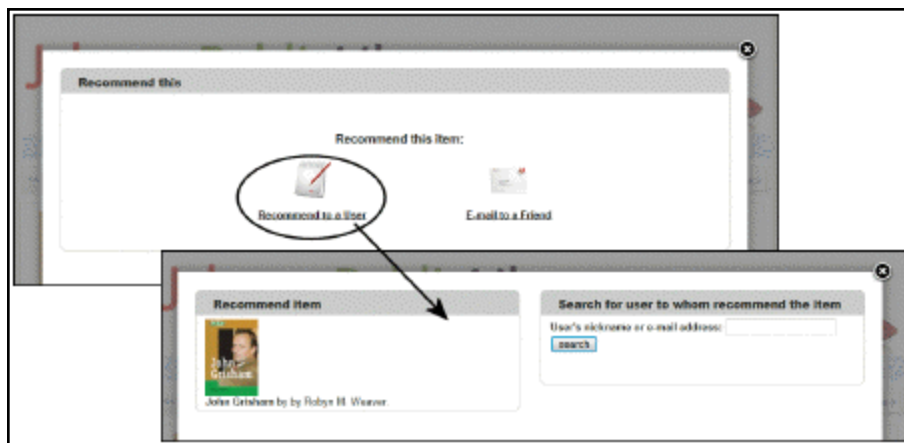 Recommend this
Recommend this item:
Recommend to a User
E-mail to a Friend
Recommend item
John
Grisham
John Grisham by by Robyn M. Weaver.
Search for user to whom recommend the item
User's nickname or e-mail address:
search